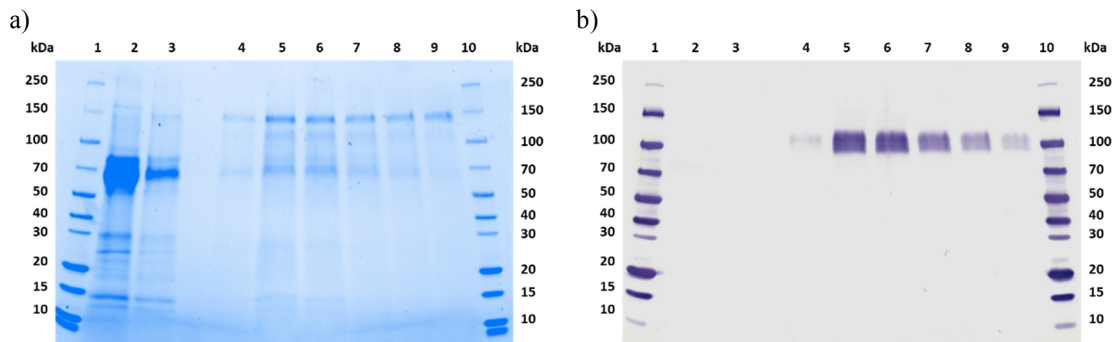 a)
b)
kDa 1 2 3 4 5 6 7 8 9 10 kDa
kDa 1 2 3 4 5 6 7 8 9 10 kDa
250 250 250 250
150 150 150 150
100 100 100 100
70 70 70 70
50 50 50 50
40 40 40 40
30 30 30 30
20 20 20 20
15 15 15 15
10 10 10 10